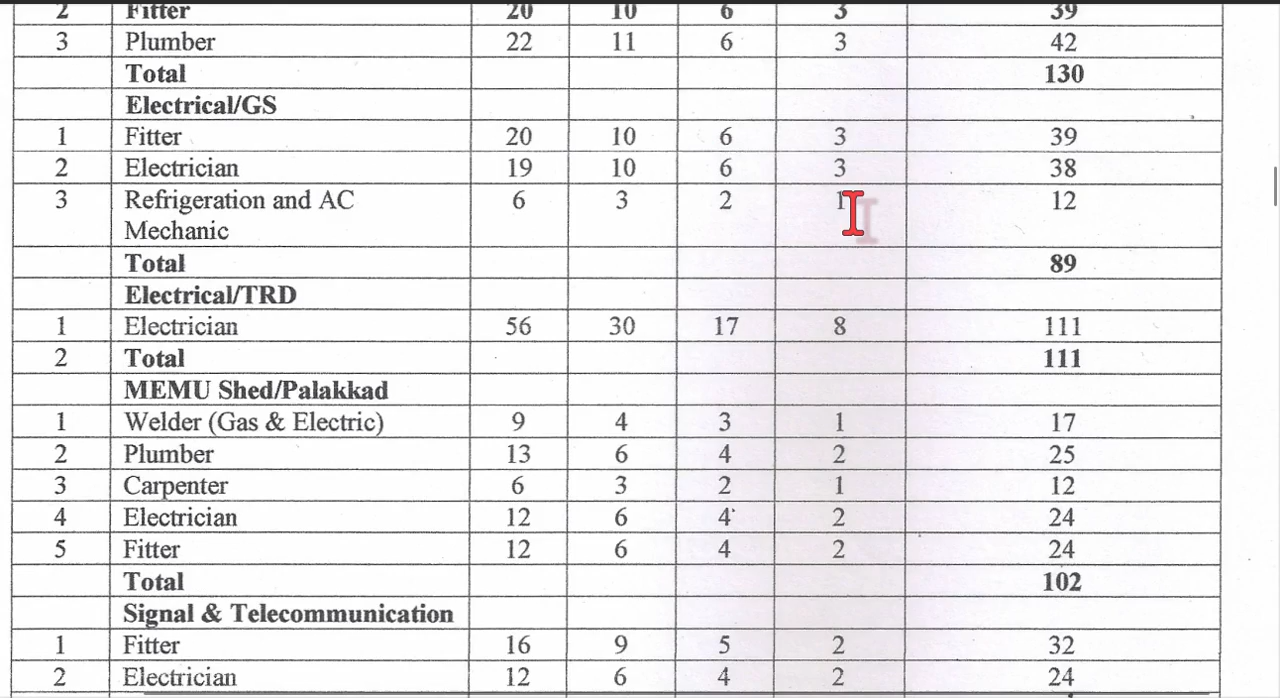 2 Fitter 20 10 6 3 39
3 Plumber 22 11 6 3 42
Total 130
Electrical/GS
1 Fitter 20 10 6 3 39
2 Electrician 19 10 6 3 38
3 Refrigeration and AC 6 3 2 1 12
Mechanic
Total 89
Electrical/TRD
1 Electrician 56 30 17 8 111
2 Total 111
MEMU Shed/Palakkad
1 Welder (Gas & Electric) 9 4 3 1 17
2 Plumber 13 6 4 2 25
3 Carpenter 6 3 2 1 12
4 Electrician 12 6 4 2 24
5 Fitter 12 6 4 2 24
Total 102
Signal & Telecommunication
1 Fitter 16 9 5 2 32
2 Electrician 12 6 4 2 24